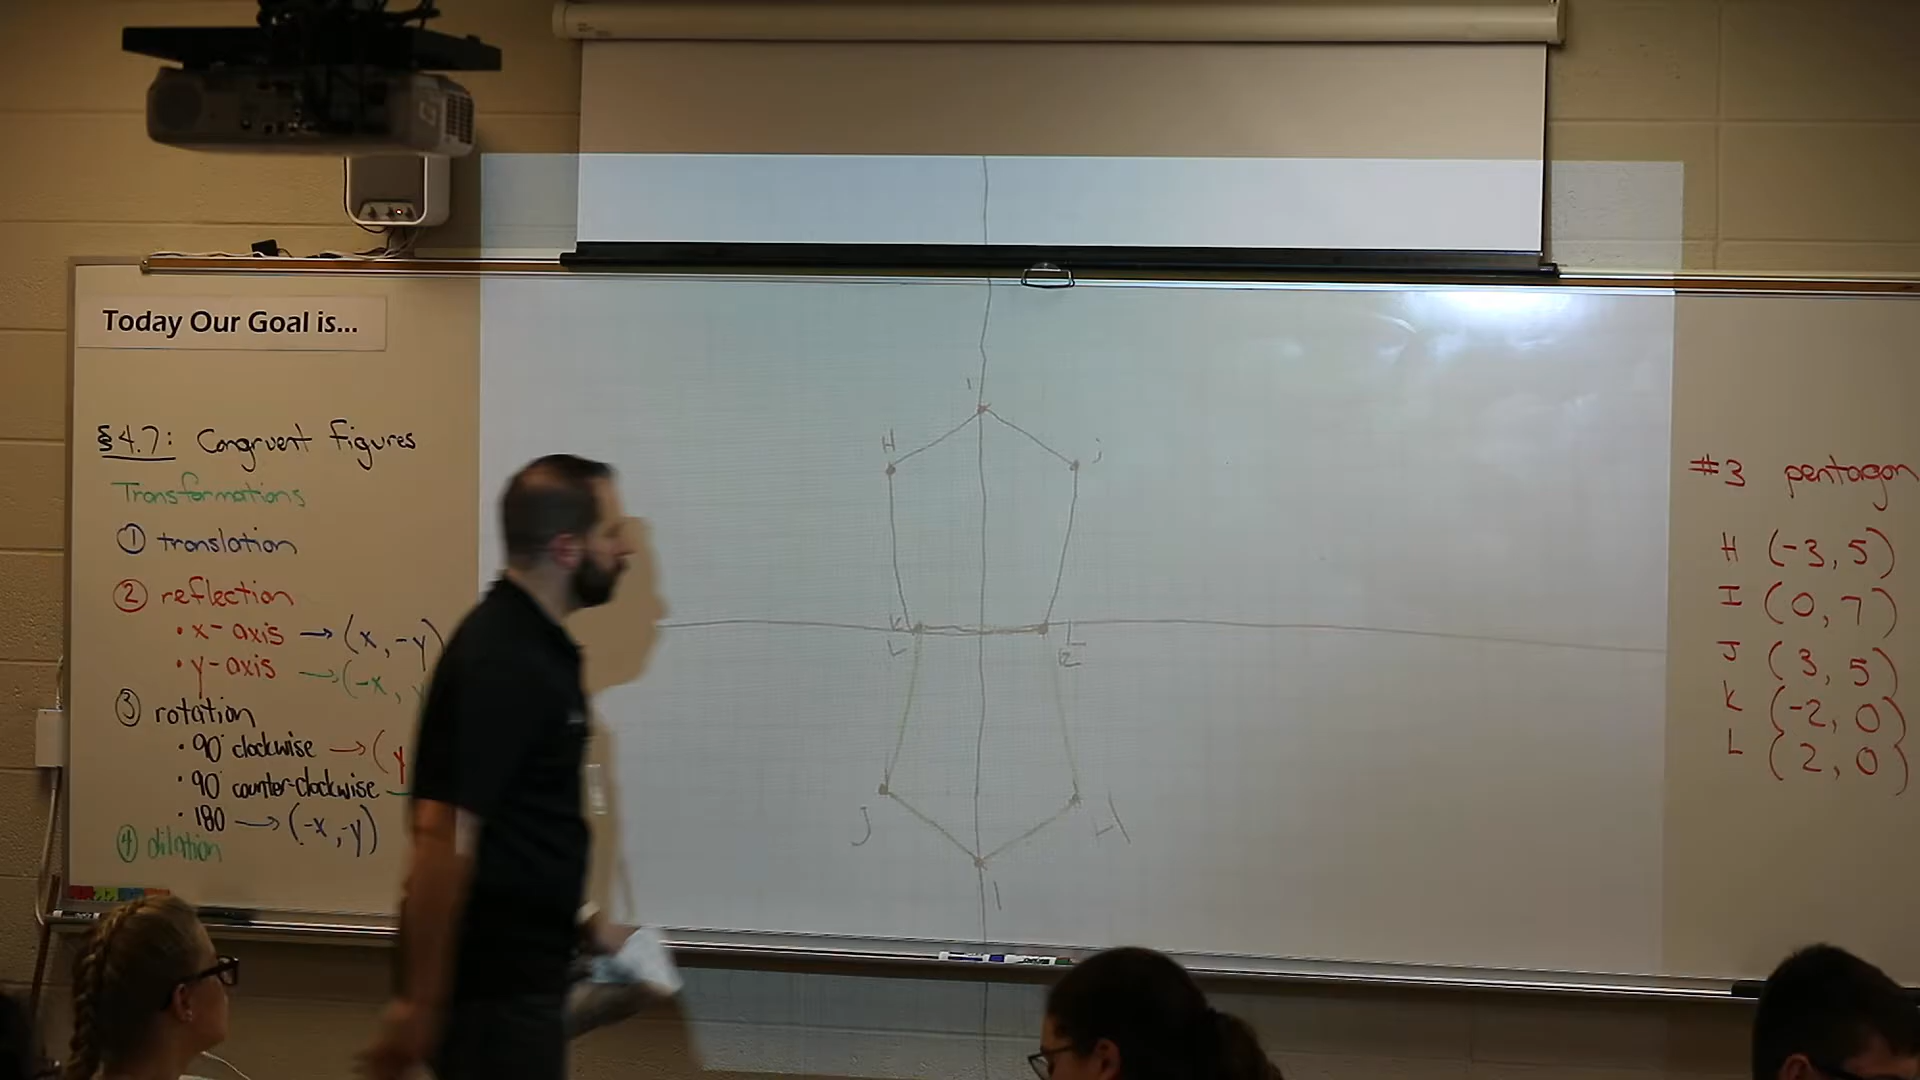 Today Our Goal is...
§4.7: Congruent figures
Transformations
① translation
② reflection
• x-axis → (x, -y)
• y-axis → (-x,
③ rotation
• 90° clockwise → (y
• 90° counter-clockwise →
• 180 → (-x, -y)
④ dilation
I
H
J
K
L
L
K
J
H
I
#3 pentagon
H (-3, 5)
I (0, 7)
J (3, 5)
K (-2, 0)
L (2, 0)